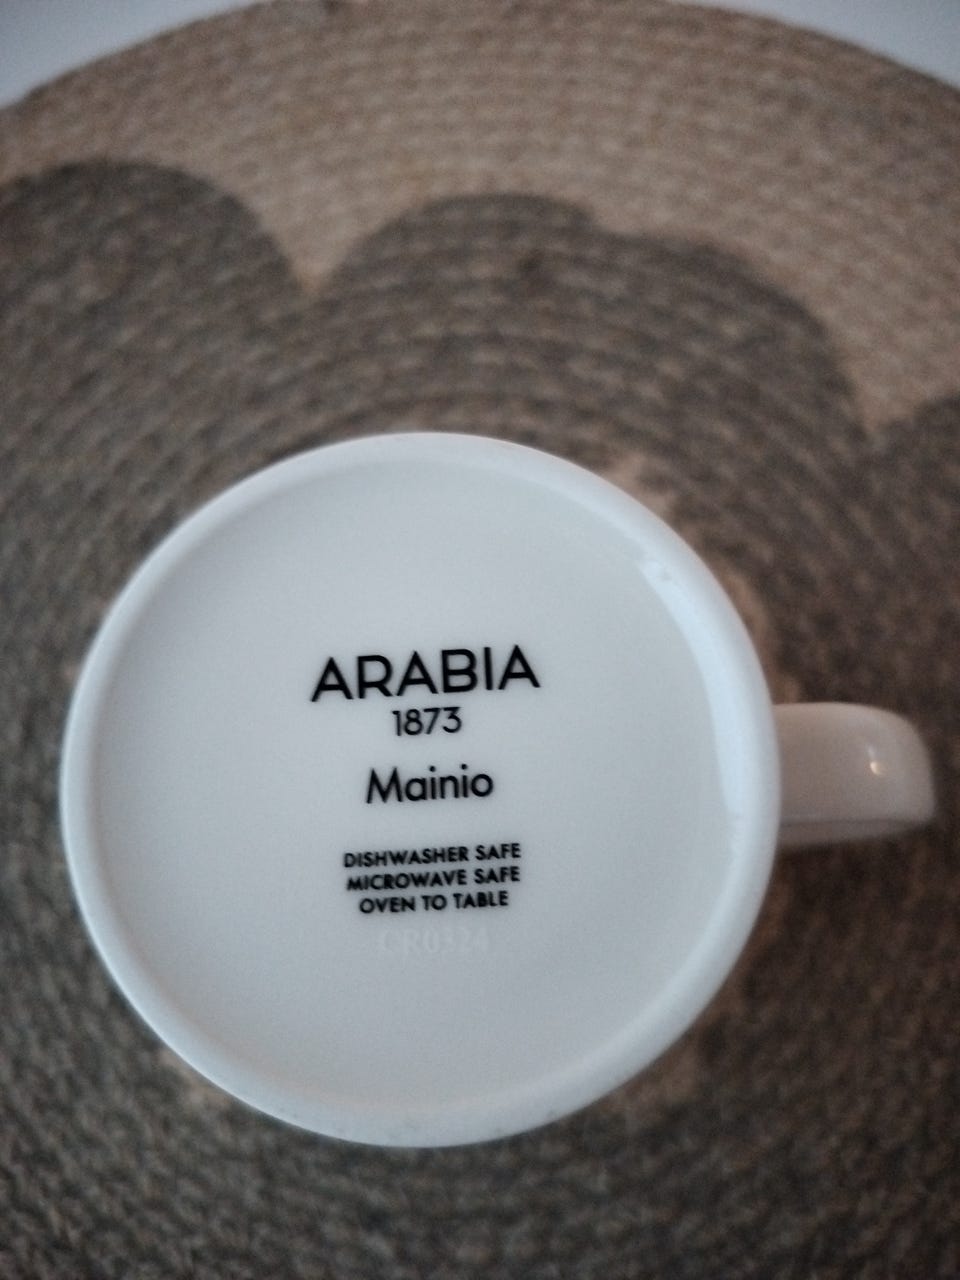 ARABIA
1873
Mainio
DISHWASHER SAFE
MICROWAVE SAFE
OVEN TO TABLE